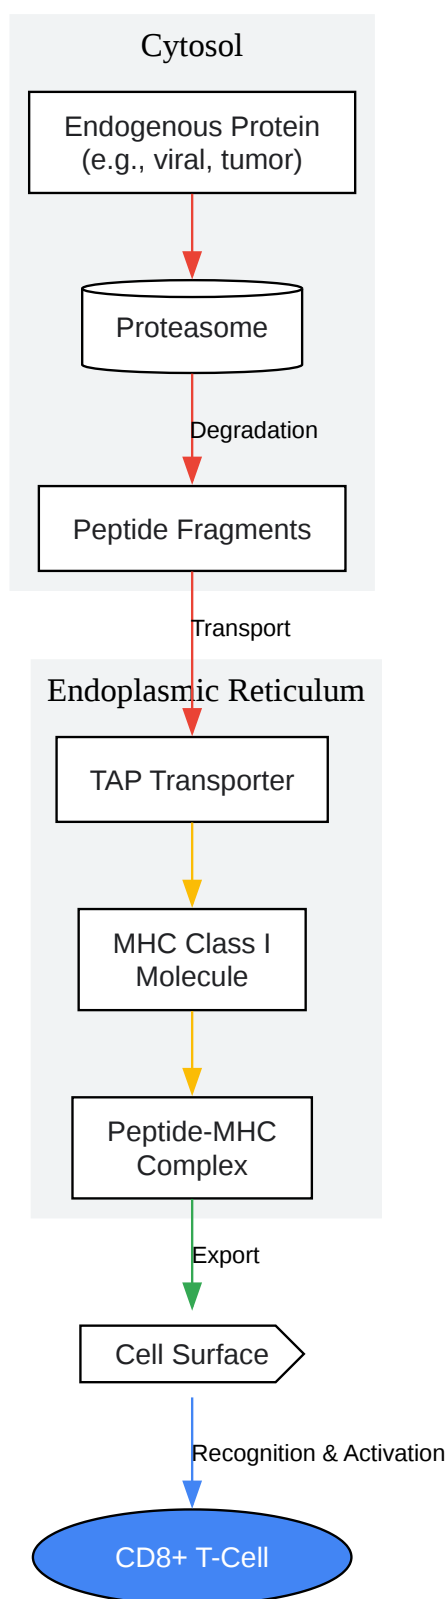 Cytosol
Endogenous Protein
(e.g., viral, tumor)
Proteasome
Degradation
Peptide Fragments
Transport
Endoplasmic Reticulum
TAP Transporter
MHC Class I
Molecule
Peptide-MHC
Complex
Export
Cell Surface
Recognition & Activation
CD8+ T-Cell